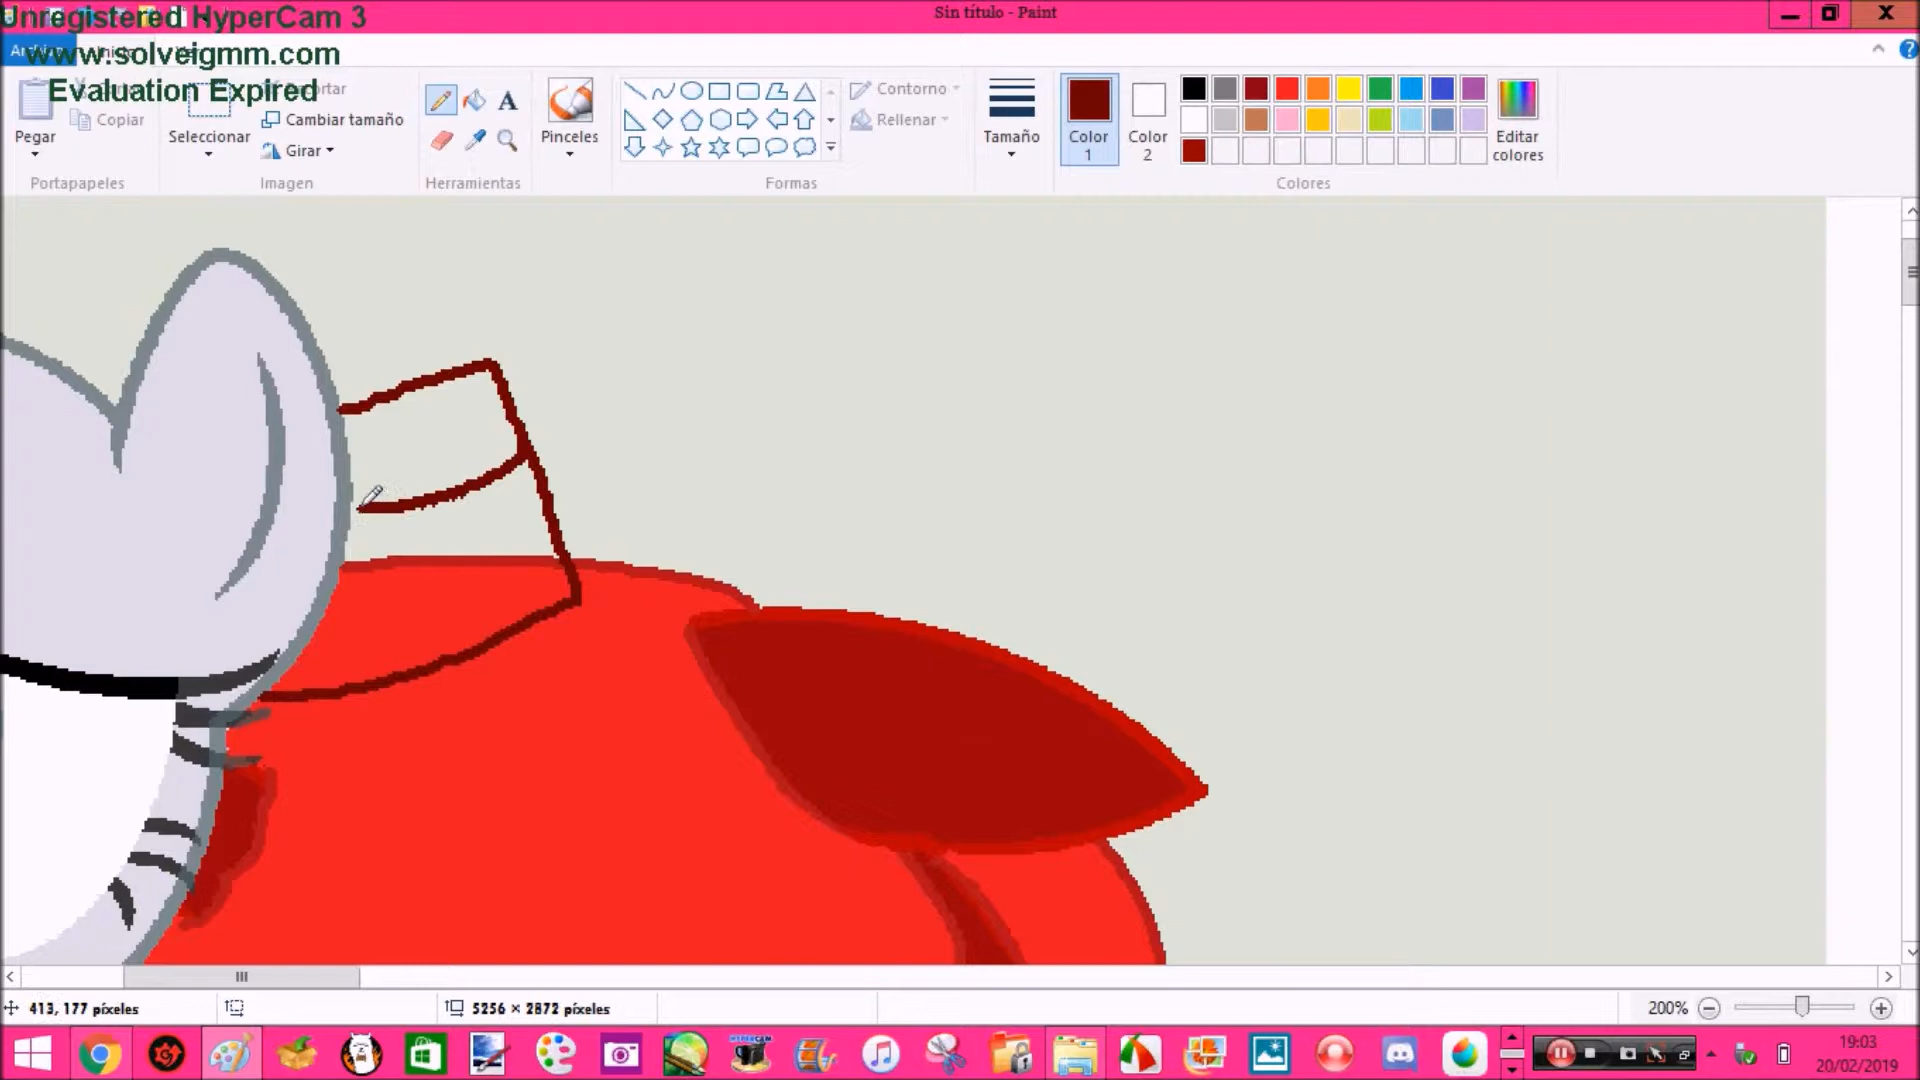 Unregistered HyperCam 3
Sin título - Paint
www.solveigmm.com
Evaluation Expired
Pegar
Copiar
Portapapeles
Seleccionar
Cambiar tamaño
Girar
Imagen
Herramientas
Pinceles
Formas
Contorno
Rellenar
Tamaño
Color
1
Color
2
Editar
colores
Colores
413, 177 píxeles
5256 × 2872 píxeles
200%
19:03
20/02/2019